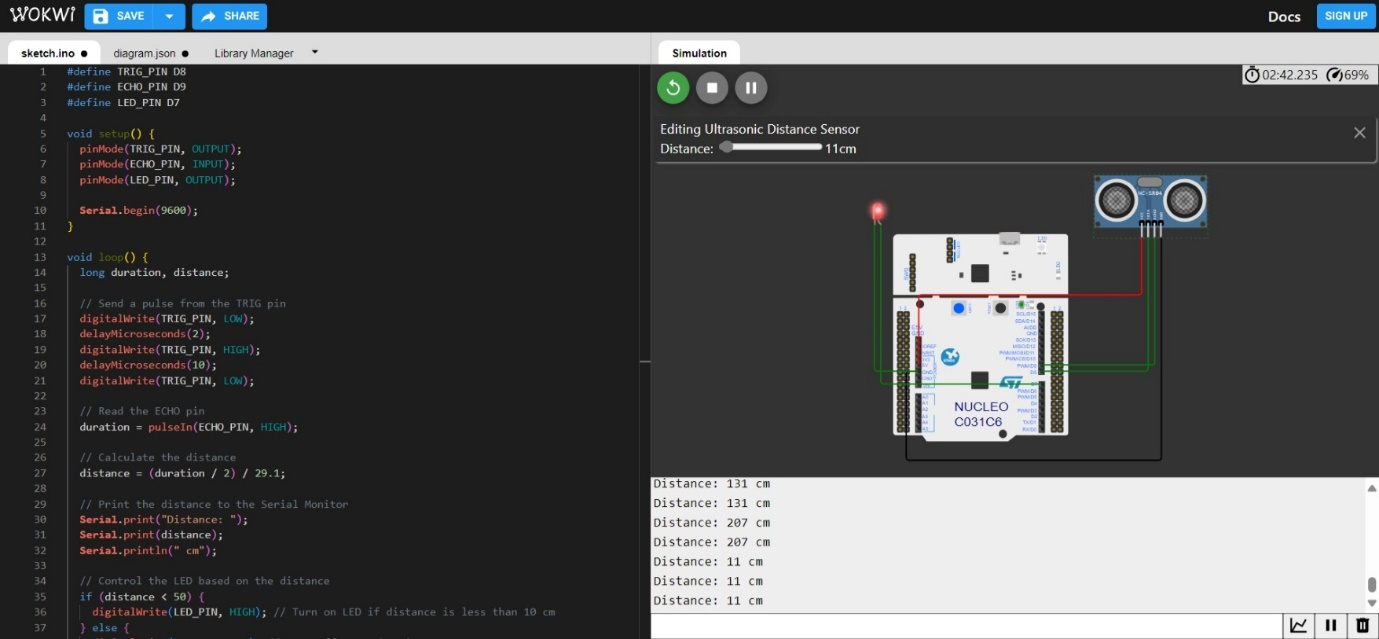 WOKWI SAVE SHARE Docs SIGN UP
sketch.ino ● diagram.json ● Library Manager
Simulation
1 #define TRIG_PIN D8
2 #define ECHO_PIN D9
3 #define LED_PIN D7
4
5 void setup() {
6 pinMode(TRIG_PIN, OUTPUT);
7 pinMode(ECHO_PIN, INPUT);
8 pinMode(LED_PIN, OUTPUT);
9
10 Serial.begin(9600);
11 }
12
13 void loop() {
14 long duration, distance;
15
16 // Send a pulse from the TRIG pin
17 digitalWrite(TRIG_PIN, LOW);
18 delayMicroseconds(2);
19 digitalWrite(TRIG_PIN, HIGH);
20 delayMicroseconds(10);
21 digitalWrite(TRIG_PIN, LOW);
22
23 // Read the ECHO pin
24 duration = pulseIn(ECHO_PIN, HIGH);
25
26 // Calculate the distance
27 distance = (duration / 2) / 29.1;
28
29 // Print the distance to the Serial Monitor
30 Serial.print("Distance: ");
31 Serial.print(distance);
32 Serial.println(" cm");
33
34 // Control the LED based on the distance
35 if (distance < 50) {
36 digitalWrite(LED_PIN, HIGH); // Turn on LED if distance is less than 10 cm
37 } else {
02:42.235 69%
Editing Ultrasonic Distance Sensor
Distance: 11cm
HC-SR04
NUCLEO
C031C6
Distance: 131 cm
Distance: 131 cm
Distance: 207 cm
Distance: 207 cm
Distance: 11 cm
Distance: 11 cm
Distance: 11 cm